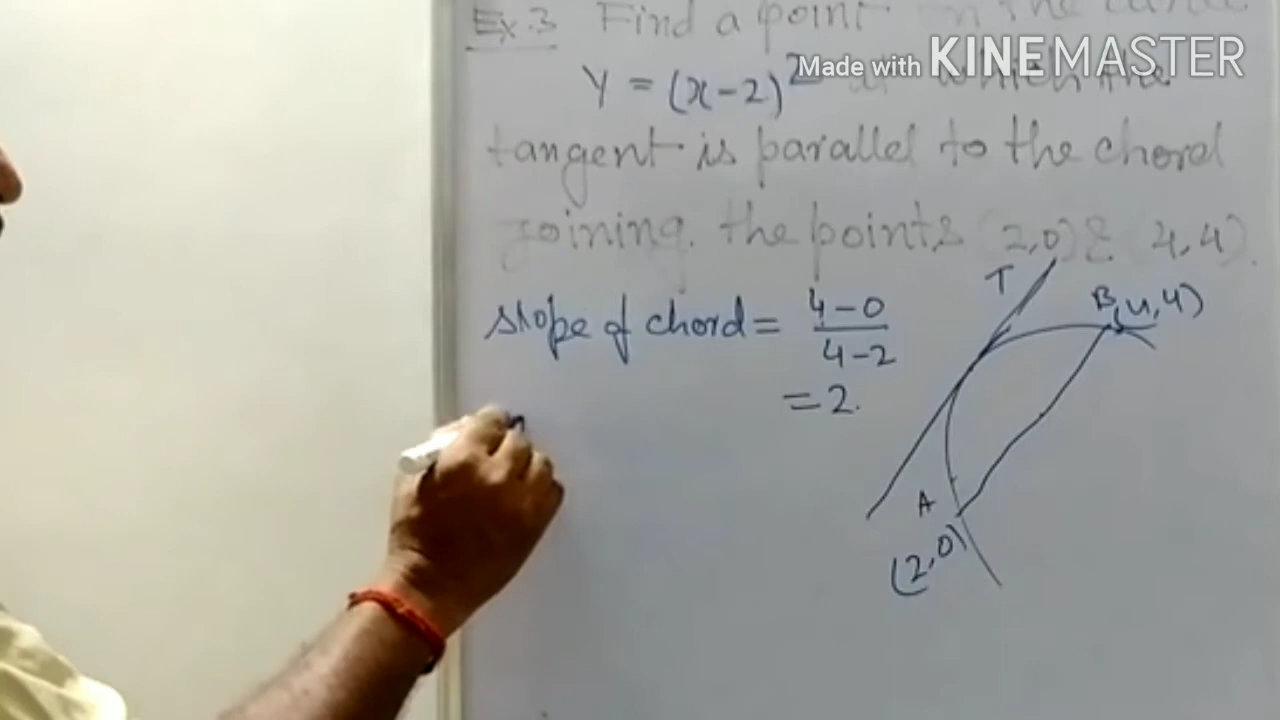 Ex.3 Find a point on the curve
Made with KINEMASTER
Y = (x-2)² at which the
tangent is parallel to the chord
joining. the points (2,0) & (4,4).
slope of chord = 4-0
4-2
=2.
T
B(4,4)
A
(2,0)